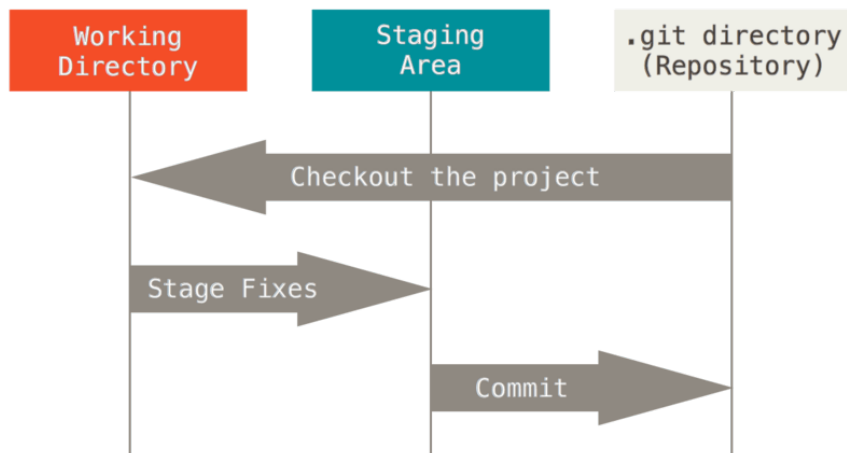 Working
Directory
Staging
Area
.git directory
(Repository)
Checkout the project
Stage Fixes
Commit